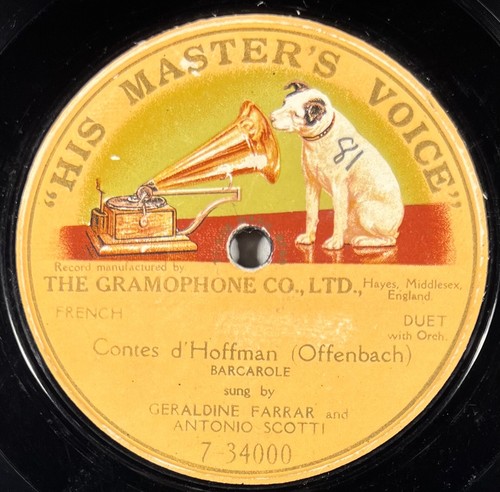 "HIS MASTER'S VOICE"
18
Record manufactured by
THE GRAMOPHONE CO., LTD., Hayes, Middlesex, England.
FRENCH
DUET
with Orch.
Contes d'Hoffman (Offenbach)
BARCAROLE
sung by
GERALDINE FARRAR and
ANTONIO SCOTTI
7-34000